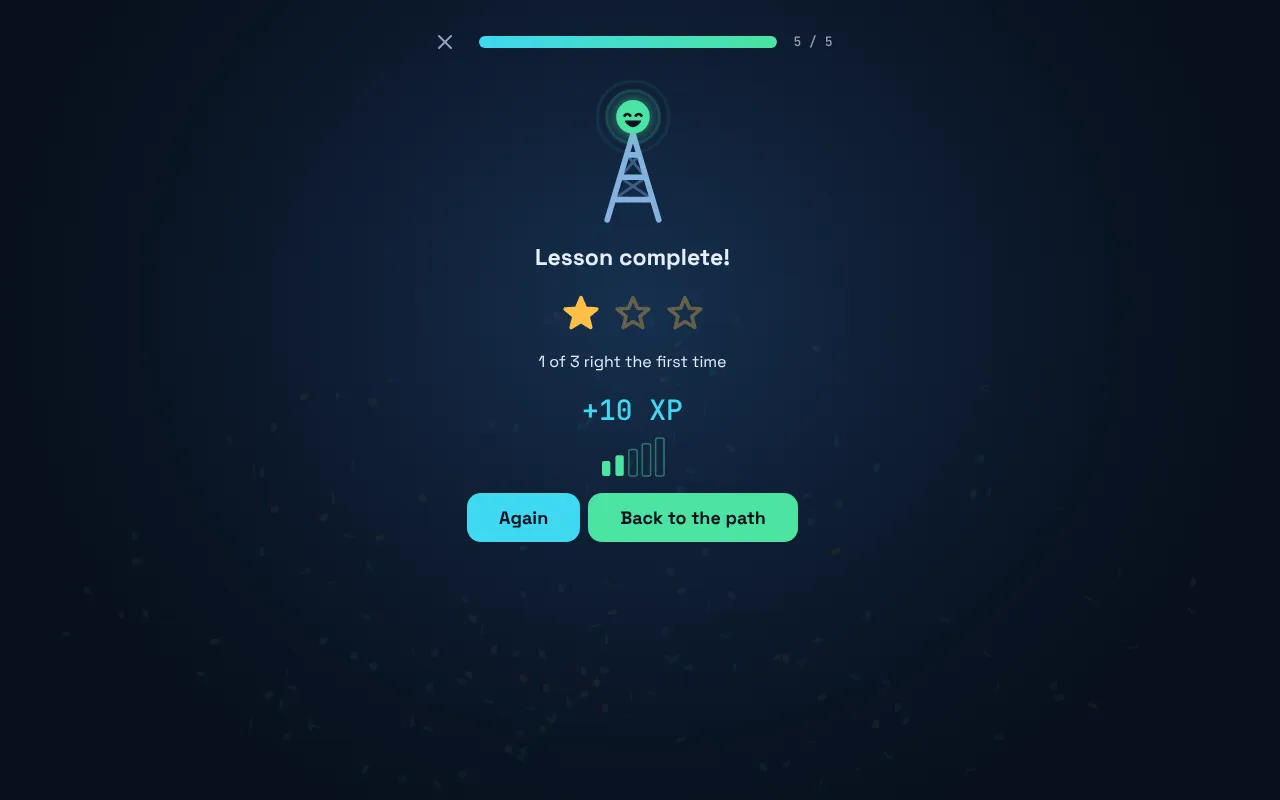 5 / 5
Lesson complete!
1 of 3 right the first time
+10 XP
Again
Back to the path